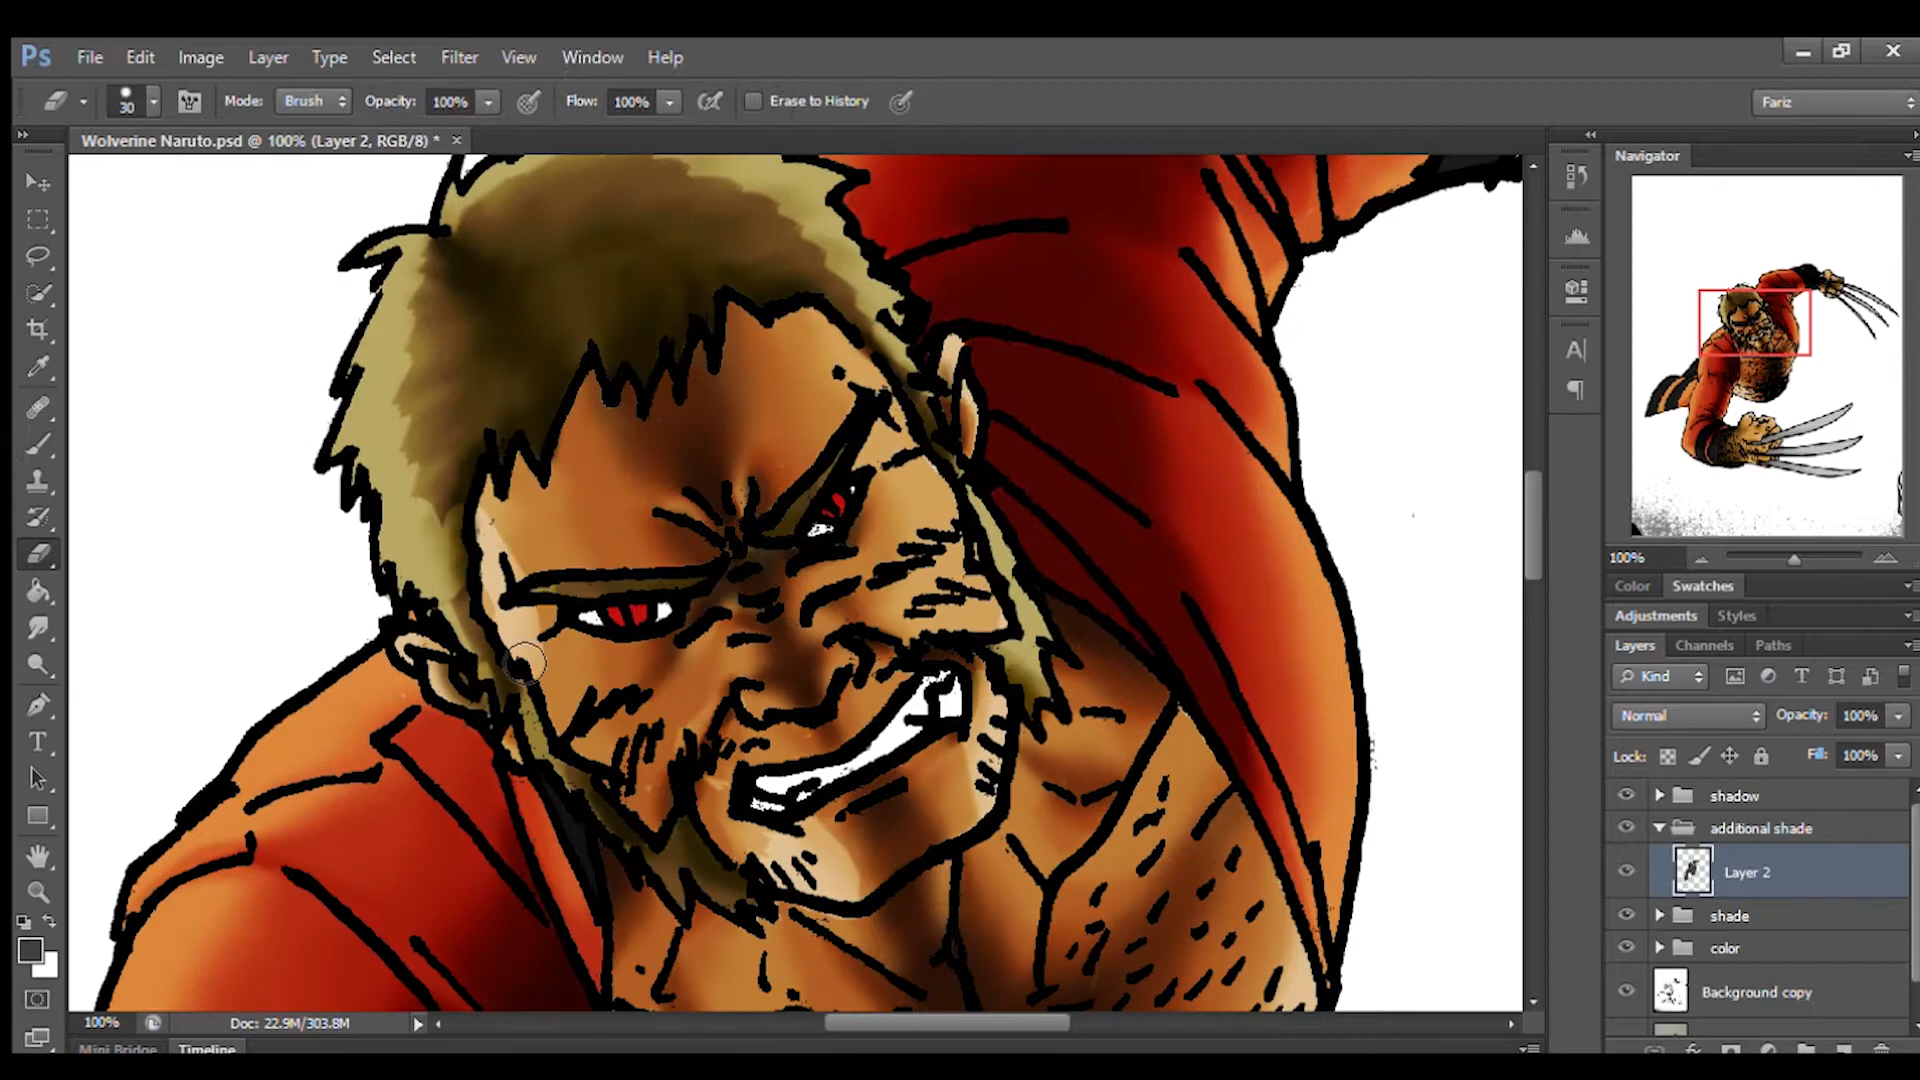 Ps File Edit Image Layer Type Select Filter View Window Help
30 Mode: Brush Opacity: 100% Flow: 100% Erase to History Fariz
Wolverine Naruto.psd @ 100% (Layer 2, RGB/8) *
Navigator
100%
Color Swatches
Adjustments Styles
Layers Channels Paths
Kind
Normal Opacity: 100%
Lock: Fill: 100%
shadow
additional shade
Layer 2
shade
color
Background copy
100% Doc: 22.9M/303.8M
Mini Bridge Timeline